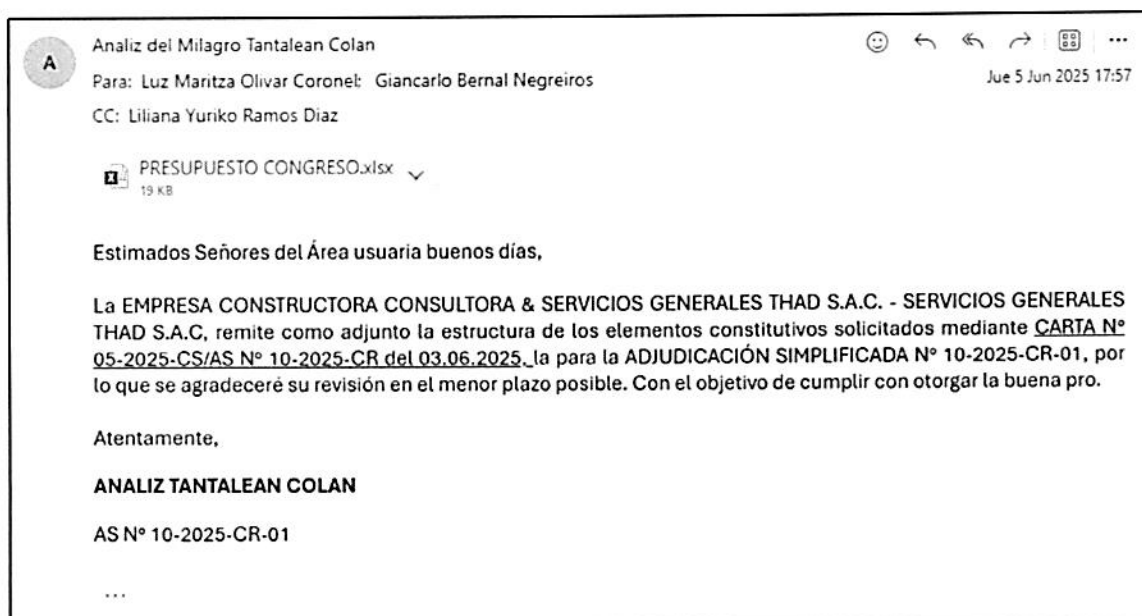 A
Analiz del Milagro Tantalean Colan
Para: Luz Maritza Olivar Coronel; Giancarlo Bernal Negreiros
Jue 5 Jun 2025 17:57
CC: Liliana Yuriko Ramos Diaz
PRESUPUESTO CONGRESO.xlsx
19 KB
Estimados Señores del Área usuaria buenos días,
La EMPRESA CONSTRUCTORA CONSULTORA & SERVICIOS GENERALES THAD S.A.C. - SERVICIOS GENERALES
THAD S.A.C, remite como adjunto la estructura de los elementos constitutivos solicitados mediante CARTA Nº
05-2025-CS/AS Nº 10-2025-CR del 03.06.2025, la para la ADJUDICACIÓN SIMPLIFICADA Nº 10-2025-CR-01, por
lo que se agradeceré su revisión en el menor plazo posible. Con el objetivo de cumplir con otorgar la buena pro.
Atentamente,
ANALIZ TANTALEAN COLAN
AS Nº 10-2025-CR-01
...